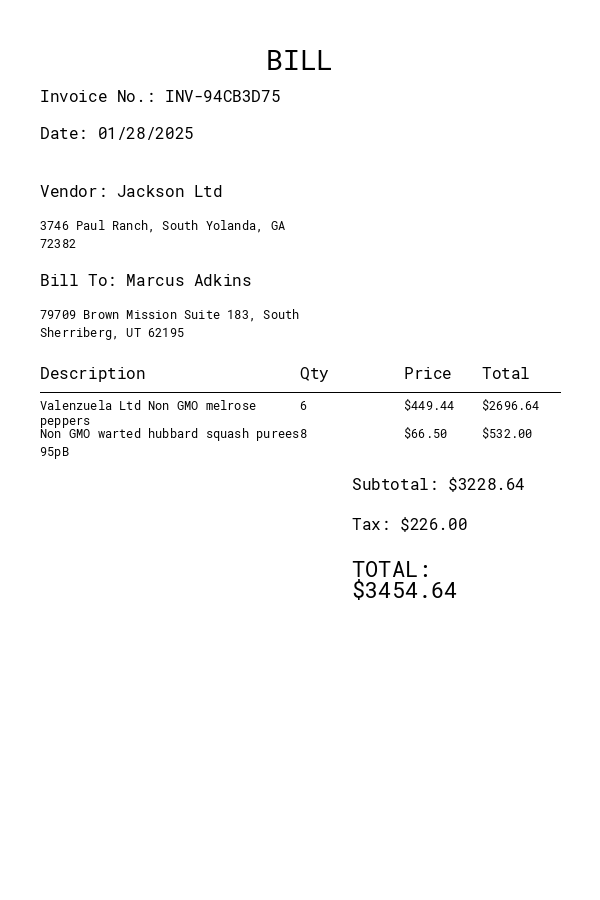 BILL
Invoice No.: INV-94CB3D75
Date: 01/28/2025
Vendor: Jackson Ltd
3746 Paul Ranch, South Yolanda, GA
72382
Bill To: Marcus Adkins
79709 Brown Mission Suite 183, South
Sherriberg, UT 62195
Description Qty Price Total
Valenzuela Ltd Non GMO melrose 6 $449.44 $2696.64
peppers
Non GMO warted hubbard squash purees 8 $66.50 $532.00
95pB
Subtotal: $3228.64
Tax: $226.00
TOTAL:
$3454.64